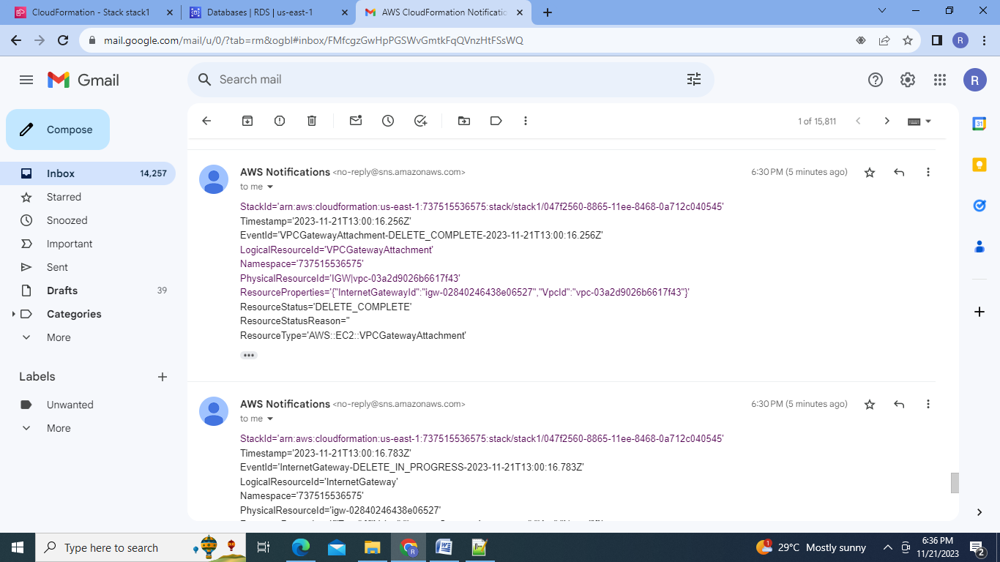 CloudFormation - Stack stack1
Databases | RDS | us-east-1
AWS CloudFormation Notificatio
mail.google.com/mail/u/0/?tab=rm&ogbl#inbox/FMfcgzGwHpPGSWvGmtkFqQVnzHtFSsWQ
R
Gmail
Search mail
R
Compose
1 of 15,811
Inbox 14,257
Starred
Snoozed
Important
Sent
Drafts 39
Categories
More
Labels
Unwanted
More
AWS Notifications <no-reply@sns.amazonaws.com> 6:30 PM (5 minutes ago)
to me
StackId='arn:aws:cloudformation:us-east-1:737515536575:stack/stack1/047f2560-8865-11ee-8468-0a712c040545'
Timestamp='2023-11-21T13:00:16.256Z'
EventId='VPCGatewayAttachment-DELETE_COMPLETE-2023-11-21T13:00:16.256Z'
LogicalResourceId='VPCGatewayAttachment'
Namespace='737515536575'
PhysicalResourceId='IGW|vpc-03a2d9026b6617f43'
ResourceProperties='{"InternetGatewayId":"igw-02840246438e06527","VpcId":"vpc-03a2d9026b6617f43"}'
ResourceStatus='DELETE_COMPLETE'
ResourceStatusReason=''
ResourceType='AWS::EC2::VPCGatewayAttachment'
AWS Notifications <no-reply@sns.amazonaws.com> 6:30 PM (5 minutes ago)
to me
StackId='arn:aws:cloudformation:us-east-1:737515536575:stack/stack1/047f2560-8865-11ee-8468-0a712c040545'
Timestamp='2023-11-21T13:00:16.783Z'
EventId='InternetGateway-DELETE_IN_PROGRESS-2023-11-21T13:00:16.783Z'
LogicalResourceId='InternetGateway'
Namespace='737515536575'
PhysicalResourceId='igw-02840246438e06527'
31
Type here to search
R
1
29°C Mostly sunny
6:36 PM
11/21/2023
2